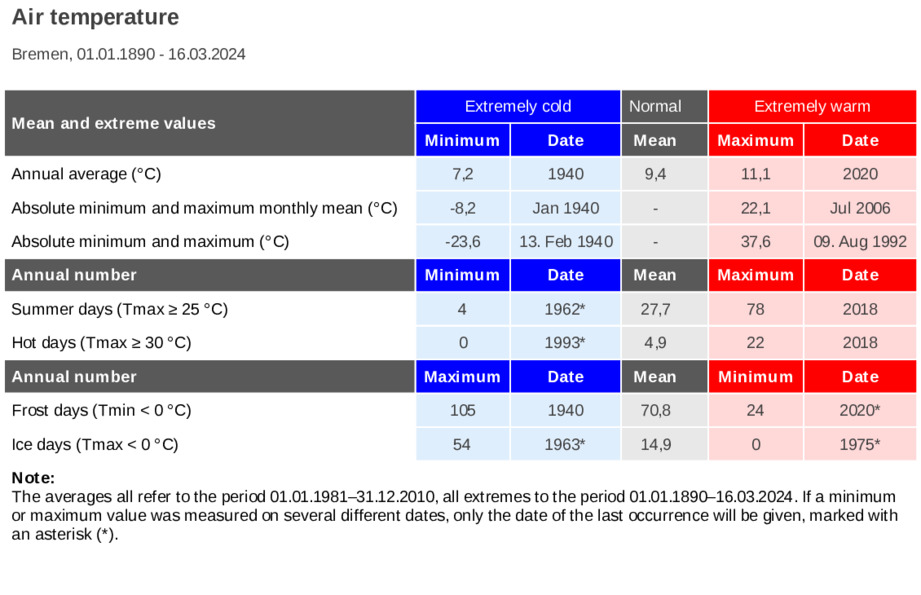 Air temperature
Bremen, 01.01.1890 - 16.03.2024
Mean and extreme values Extremely cold Normal Extremely warm
Minimum Date Mean Maximum Date
Annual average (°C) 7,2 1940 9,4 11,1 2020
Absolute minimum and maximum monthly mean (°C) -8,2 Jan 1940 - 22,1 Jul 2006
Absolute minimum and maximum (°C) -23,6 13. Feb 1940 - 37,6 09. Aug 1992
Annual number Minimum Date Mean Maximum Date
Summer days (Tmax ≥ 25 °C) 4 1962* 27,7 78 2018
Hot days (Tmax ≥ 30 °C) 0 1993* 4,9 22 2018
Annual number Maximum Date Mean Minimum Date
Frost days (Tmin < 0 °C) 105 1940 70,8 24 2020*
Ice days (Tmax < 0 °C) 54 1963* 14,9 0 1975*
Note:
The averages all refer to the period 01.01.1981–31.12.2010, all extremes to the period 01.01.1890–16.03.2024. If a minimum
or maximum value was measured on several different dates, only the date of the last occurrence will be given, marked with
an asterisk (*).